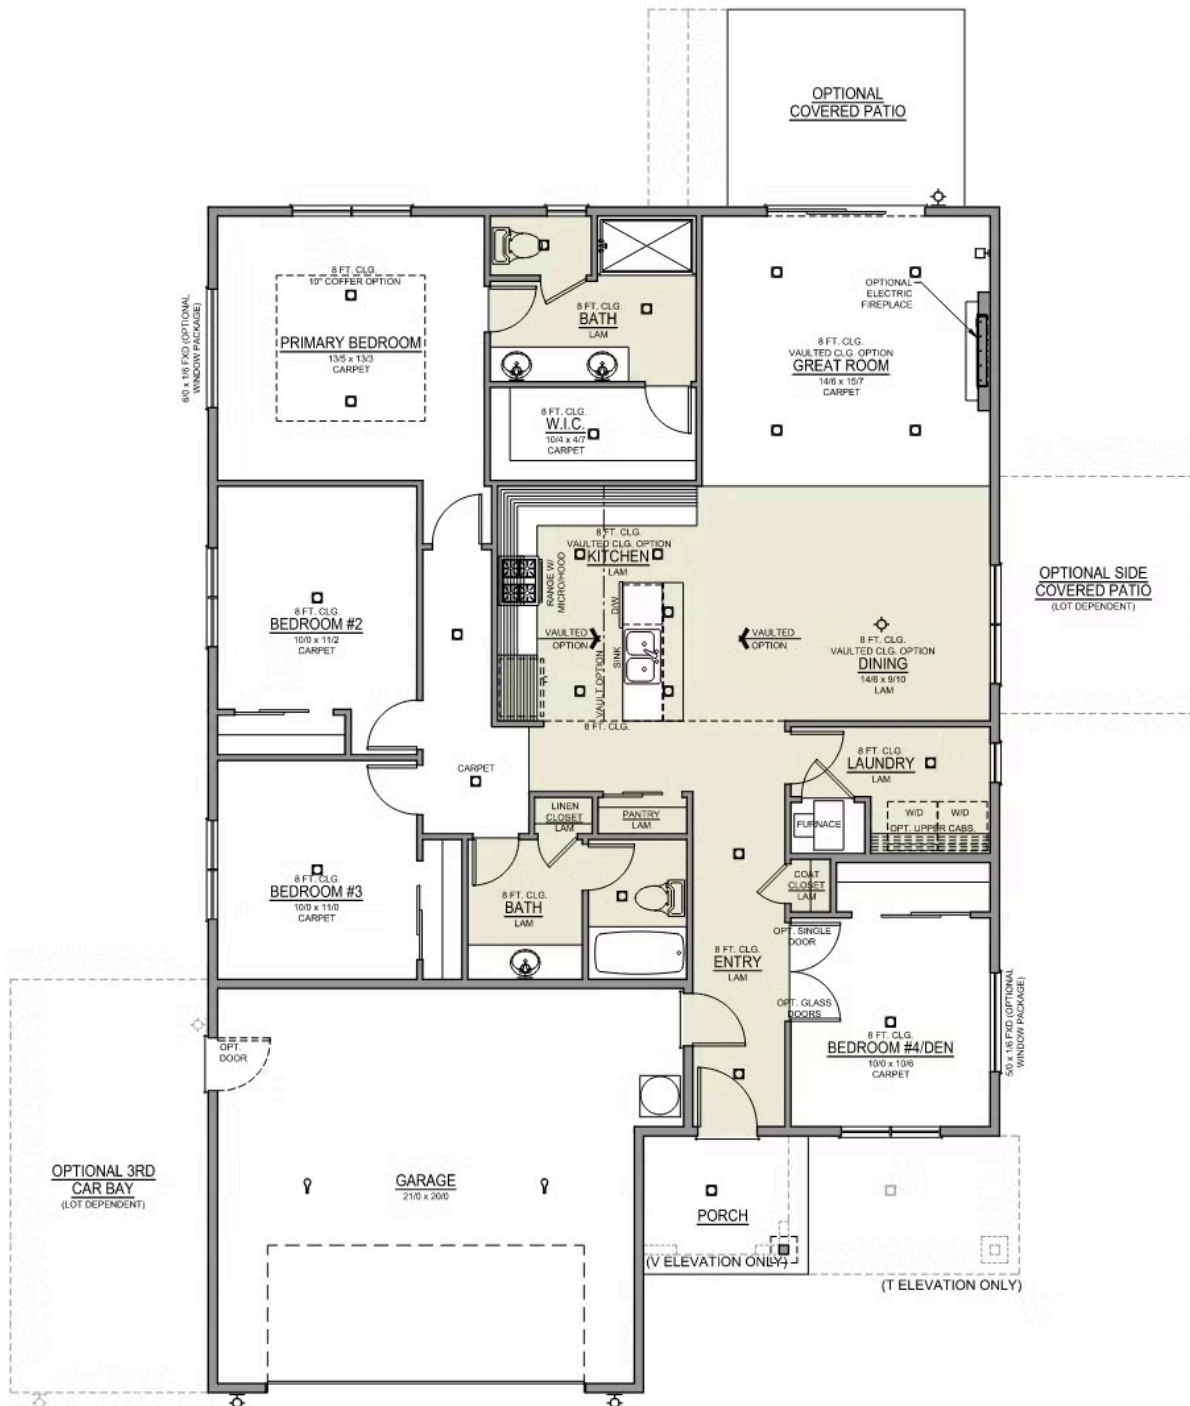 OPTIONAL
COVERED PATIO
8 FT. CLG.
10" COFFER OPTION
PRIMARY BEDROOM
13/5 x 13/3
CARPET
6/0 x 1/6 FXD (OPTIONAL
WINDOW PACKAGE)
8 FT. CLG.
BATH
LAM
8 FT. CLG.
W.I.C.
10/4 x 4/7
CARPET
OPTIONAL
ELECTRIC
FIREPLACE
8 FT. CLG.
VAULTED CLG. OPTION
GREAT ROOM
14/6 x 15/7
CARPET
8 FT. CLG.
VAULTED CLG. OPTION
KITCHEN
LAM
RANGE W/
MICRO/HOOD
D/W
SINK
VAULTED
OPTION
VAULT OPTION
8 FT. CLG.
VAULTED
OPTION
8 FT. CLG.
VAULTED CLG. OPTION
DINING
14/6 x 9/10
LAM
OPTIONAL SIDE
COVERED PATIO
(LOT DEPENDENT)
8 FT. CLG.
BEDROOM #2
10/0 x 11/2
CARPET
CARPET
8 FT. CLG.
LAUNDRY
LAM
FURNACE
W/D
W/D
OPT. UPPER CABS.
LINEN
CLOSET
LAM
PANTRY
LAM
8 FT. CLG.
BEDROOM #3
10/0 x 11/0
CARPET
8 FT. CLG.
BATH
LAM
COAT
CLOSET
LAM
8 FT. CLG.
ENTRY
LAM
OPT. SINGLE
DOOR
OPT. GLASS
DOORS
8 FT. CLG.
BEDROOM #4/DEN
10/0 x 10/6
CARPET
5/0 x 1/6 FXD (OPTIONAL
WINDOW PACKAGE)
OPT.
DOOR
OPTIONAL 3RD
CAR BAY
(LOT DEPENDENT)
GARAGE
21/0 x 20/0
PORCH
(V ELEVATION ONLY)
(T ELEVATION ONLY)